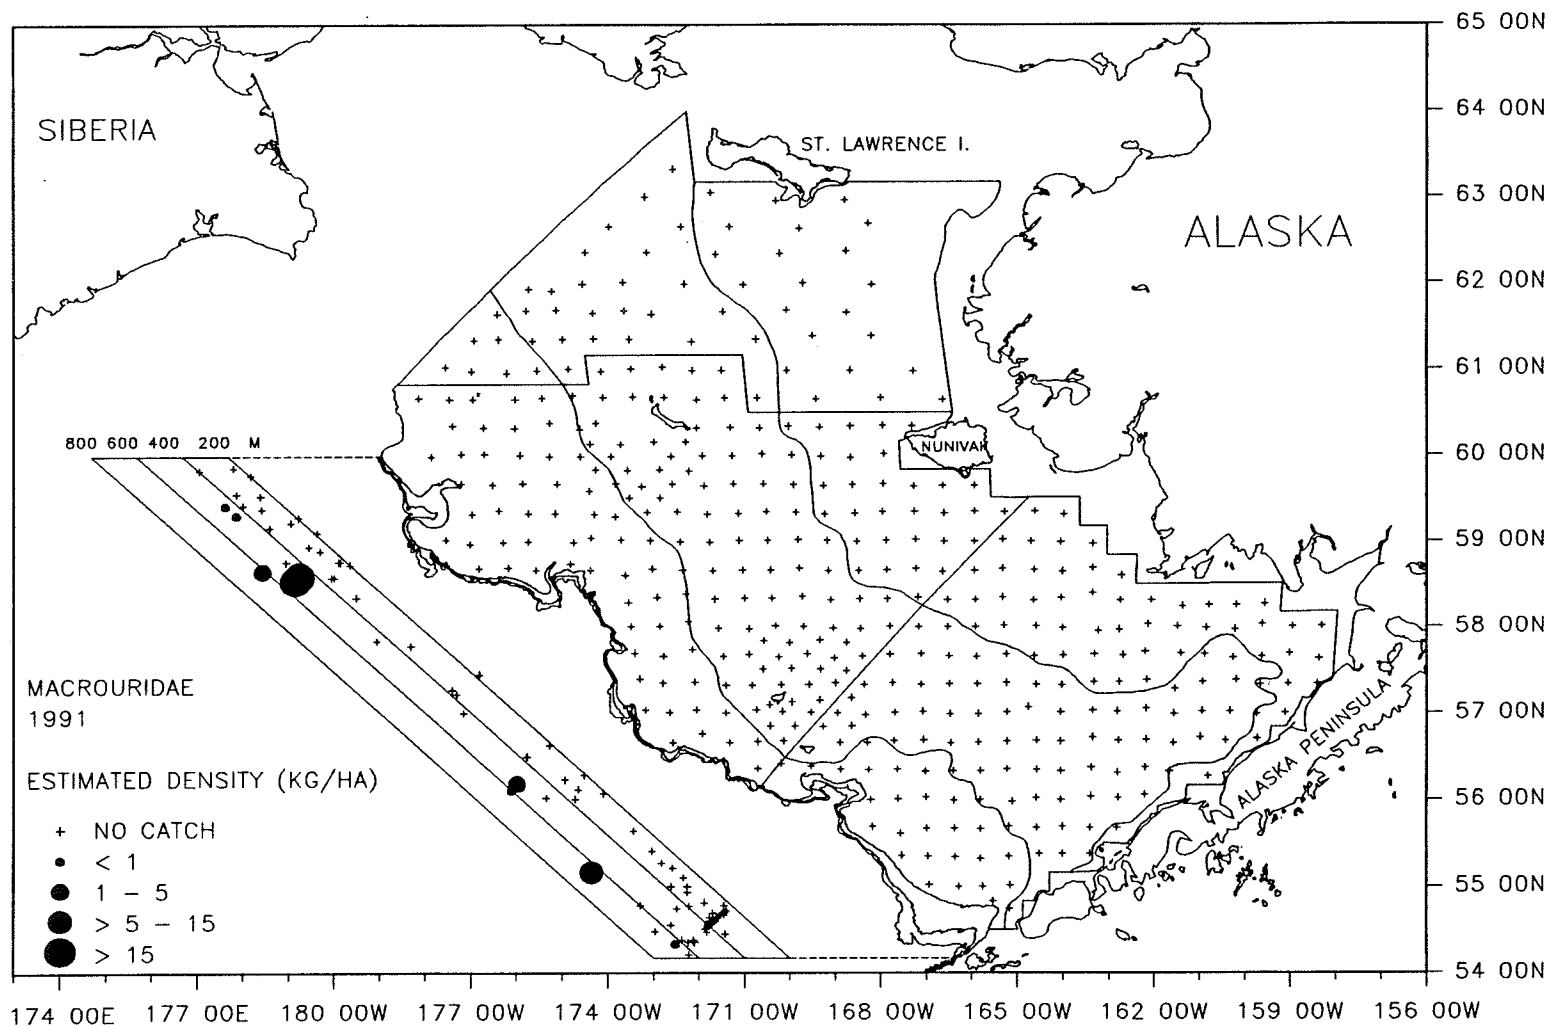 65 00N
SIBERIA
64 00N
ST. LAWRENCE I.
63 00N
ALASKA
62 00N
61 00N
800 600 400 200 M
NUNIVAK
60 00N
59 00N
58 00N
MACROURIDAE
1991
57 00N
ALASKA PENINSULA
ESTIMATED DENSITY (KG/HA)
56 00N
+ NO CATCH
< 1
1 – 5
> 5 – 15
> 15
55 00N
54 00N
174 00E 177 00E 180 00W 177 00W 174 00W 171 00W 168 00W 165 00W 162 00W 159 00W 156 00W